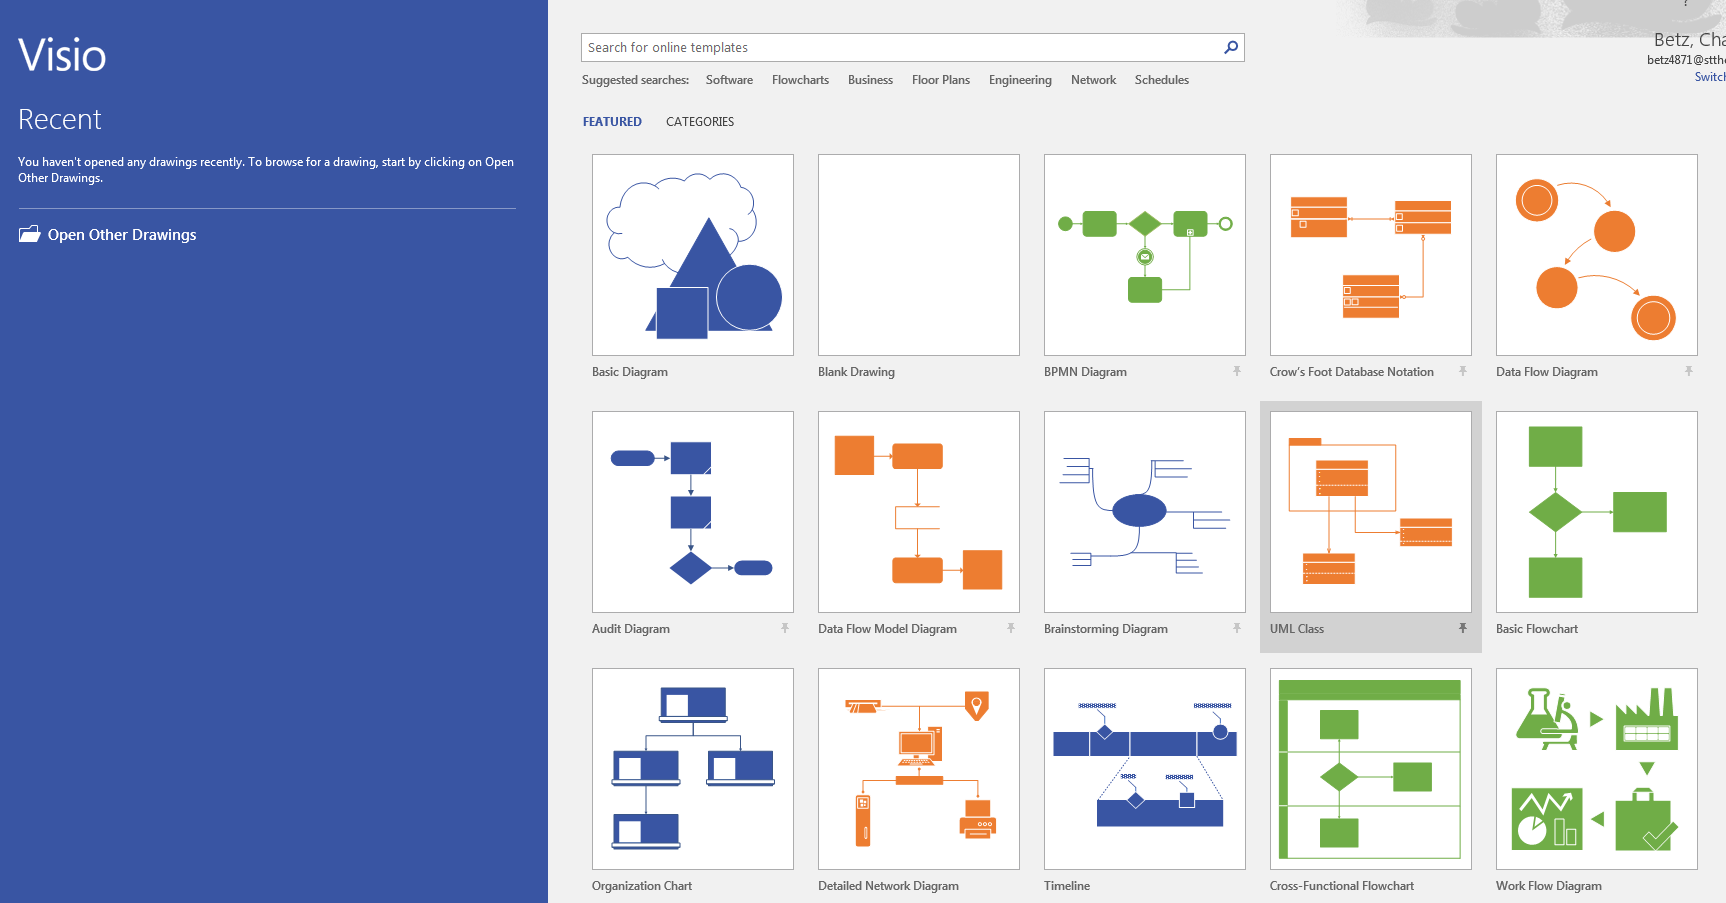 Visio
Recent
You haven't opened any drawings recently. To browse for a drawing, start by clicking on Open
Other Drawings.
Open Other Drawings
?
Betz, Cha
betz4871@stthe
Switch
Search for online templates
Suggested searches: Software Flowcharts Business Floor Plans Engineering Network Schedules
FEATURED CATEGORIES
Basic Diagram Blank Drawing BPMN Diagram Crow's Foot Database Notation Data Flow Diagram
Audit Diagram Data Flow Model Diagram Brainstorming Diagram UML Class Basic Flowchart
Organization Chart Detailed Network Diagram Timeline Cross-Functional Flowchart Work Flow Diagram